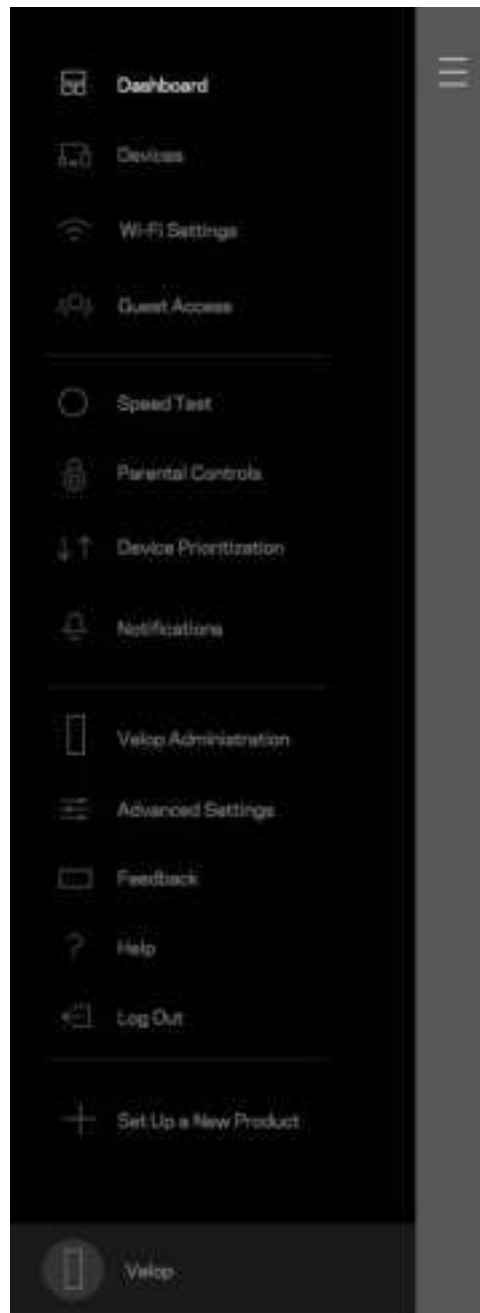 Dashboard
Devices
Wi-Fi Settings
Guest Access
Speed Test
Parental Controls
Device Prioritization
Notifications
Velop Administration
Advanced Settings
Feedback
Help
Log Out
Set Up a New Product
Velop